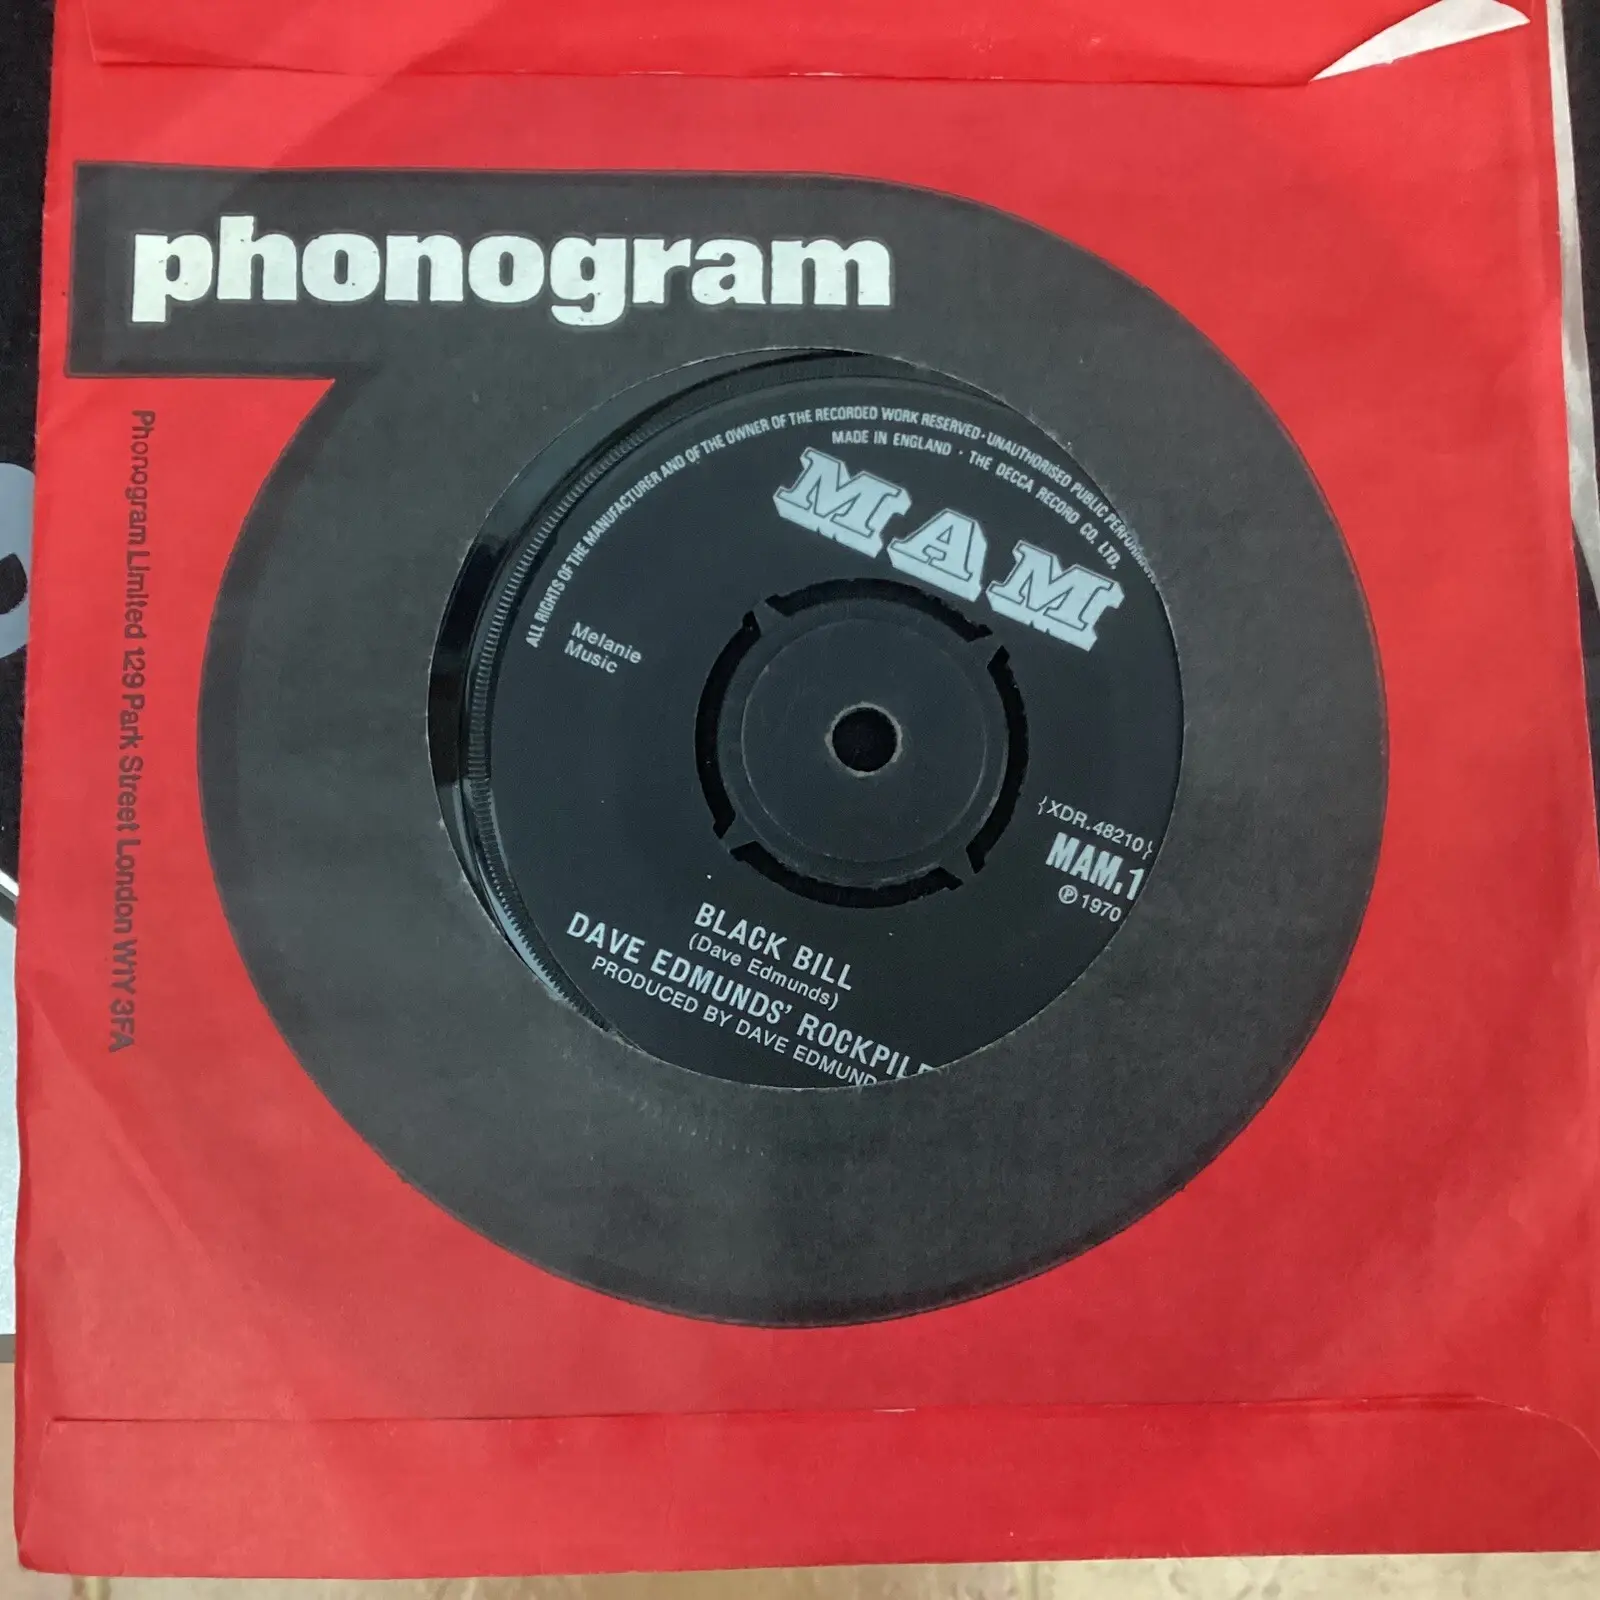 phonogram
Phonogram Limited 129 Park Street London W1Y 3FA
ALL RIGHTS OF THE MANUFACTURER AND OF THE OWNER OF THE RECORDED WORK RESERVED · UNAUTHORISED PUBLIC PERFORMANCE
MADE IN ENGLAND · THE DECCA RECORD CO. LTD.
MAM
Melanie
Music
{XDR.48210}
MAM.1
℗ 1970
BLACK BILL
(Dave Edmunds)
DAVE EDMUNDS' ROCKPILE
PRODUCED BY DAVE EDMUND